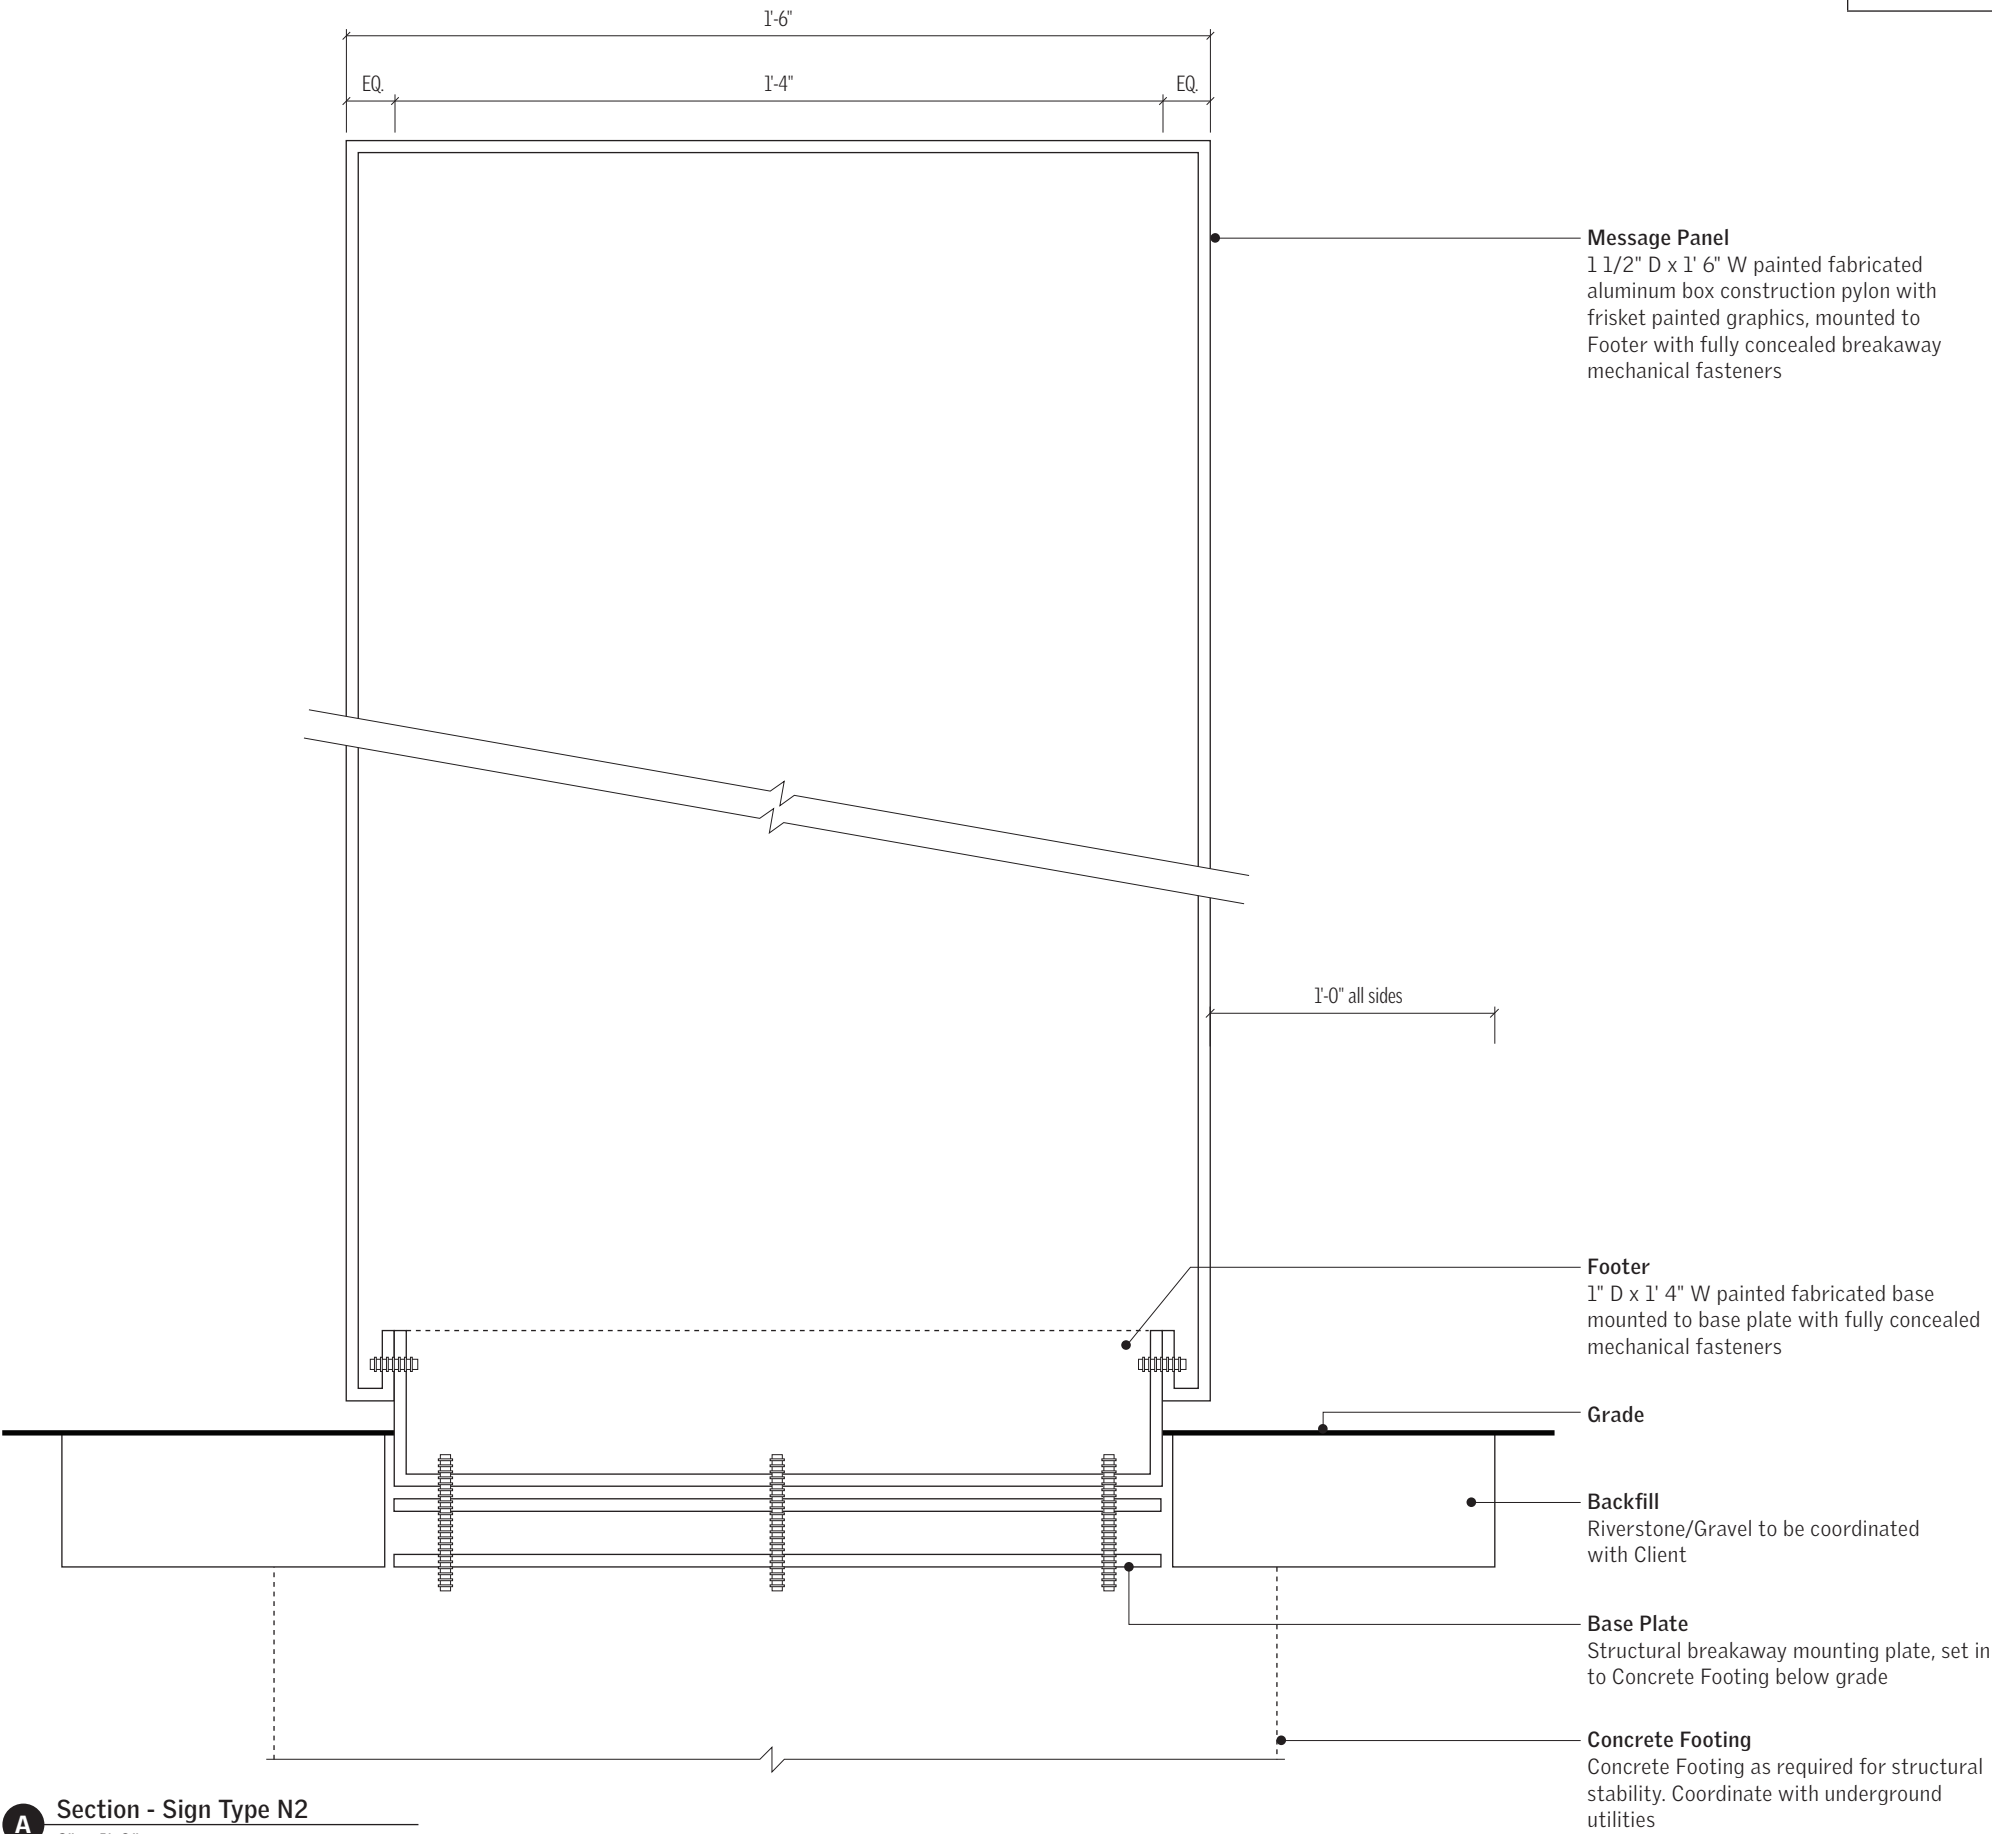 1'-6"
EQ.
1'-4"
EQ.
Message Panel
1 1/2" D x 1' 6" W painted fabricated
aluminum box construction pylon with
frisket painted graphics, mounted to
Footer with fully concealed breakaway
mechanical fasteners
1'-0" all sides
Footer
1" D x 1' 4" W painted fabricated base
mounted to base plate with fully concealed
mechanical fasteners
Grade
Backfill
Riverstone/Gravel to be coordinated
with Client
Base Plate
Structural breakaway mounting plate, set in
to Concrete Footing below grade
Concrete Footing
Concrete Footing as required for structural
stability. Coordinate with underground
utilities
A
Section - Sign Type N2